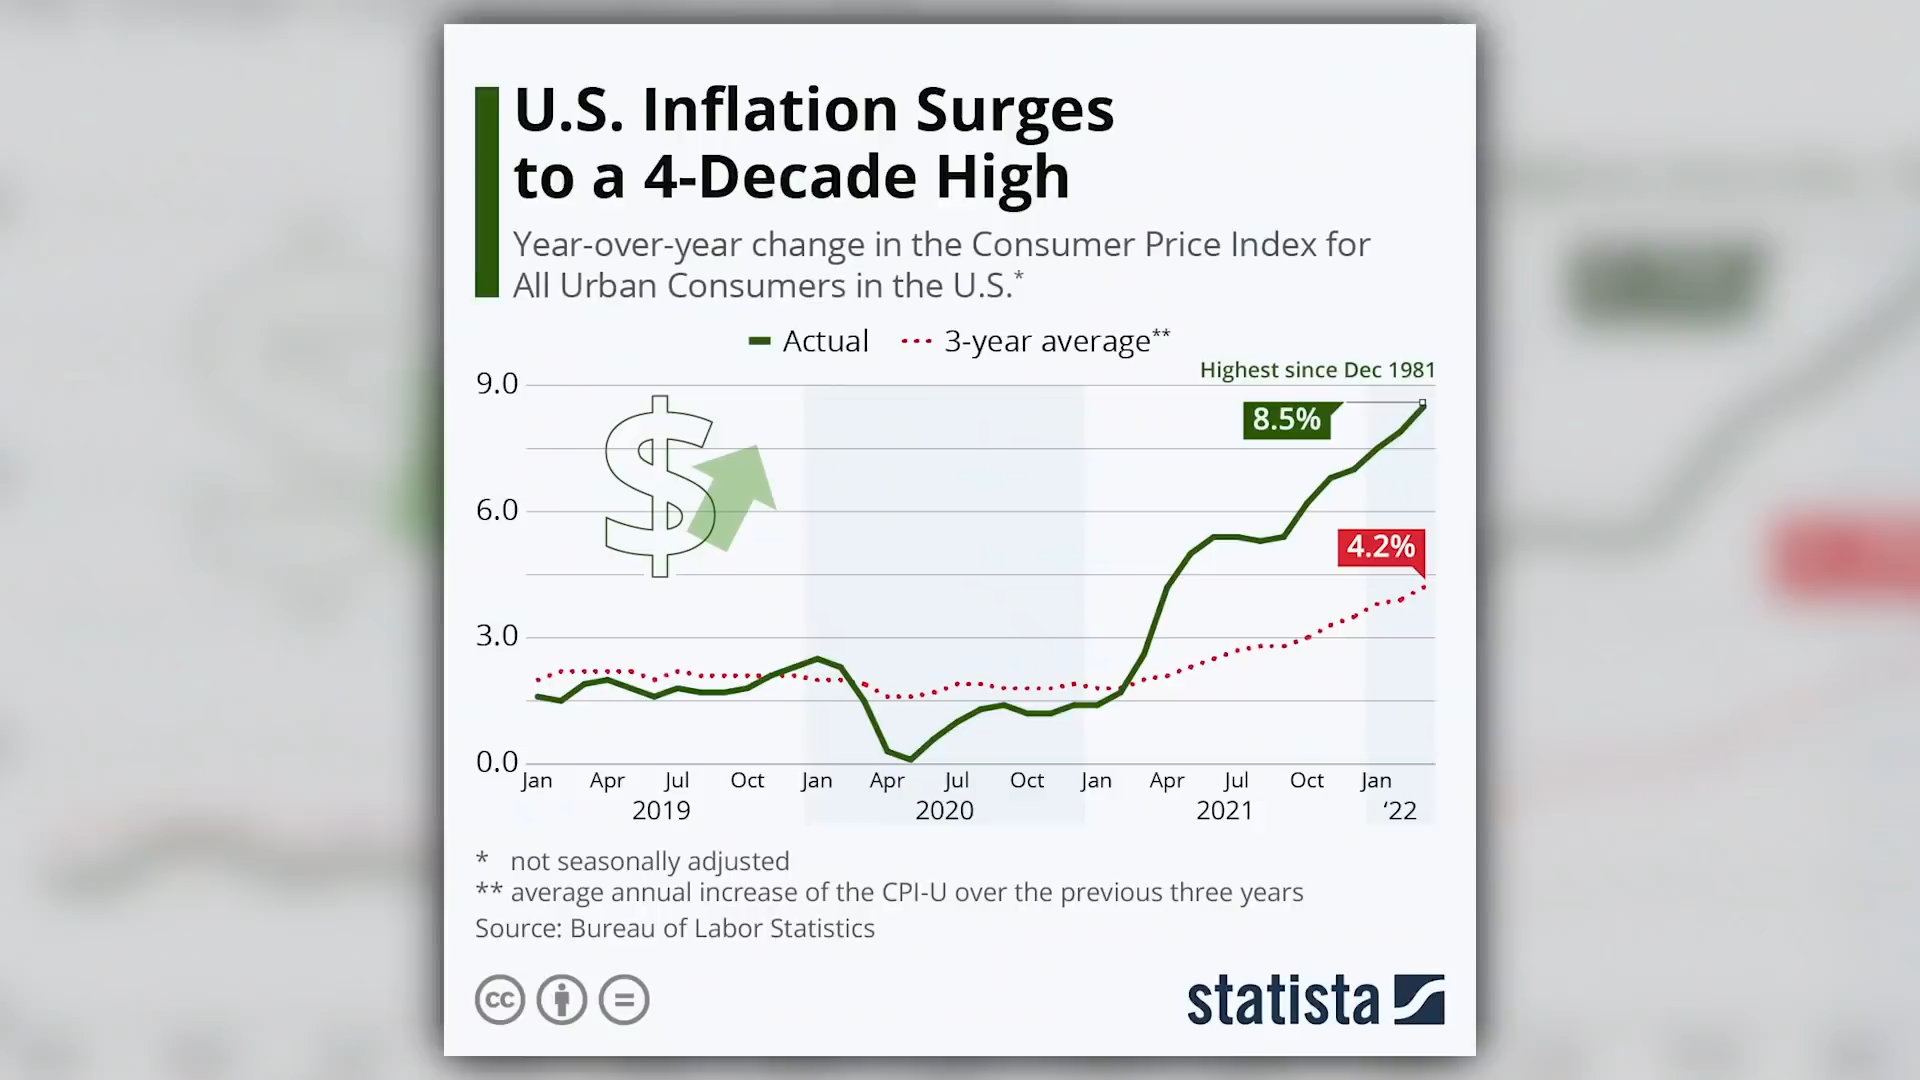 U.S. Inflation Surges
to a 4-Decade High
Year-over-year change in the Consumer Price Index for
All Urban Consumers in the U.S.*
Actual 3-year average**
Highest since Dec 1981
9.0
8.5%
6.0
4.2%
3.0
0.0
Jan Apr Jul Oct Jan Apr Jul Oct Jan Apr Jul Oct Jan
2019 2020 2021 ‘22
* not seasonally adjusted
** average annual increase of the CPI-U over the previous three years
Source: Bureau of Labor Statistics
cc
statista